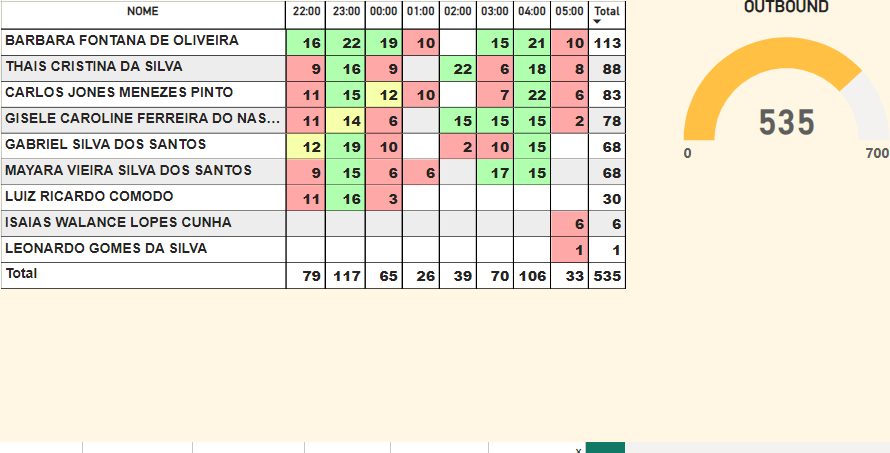 NOME 22:00 23:00 00:00 01:00 02:00 03:00 04:00 05:00 Total
BARBARA FONTANA DE OLIVEIRA 16 22 19 10 15 21 10 113
THAIS CRISTINA DA SILVA 9 16 9 22 6 18 8 88
CARLOS JONES MENEZES PINTO 11 15 12 10 7 22 6 83
GISELE CAROLINE FERREIRA DO NAS... 11 14 6 15 15 15 2 78
GABRIEL SILVA DOS SANTOS 12 19 10 2 10 15 68
MAYARA VIEIRA SILVA DOS SANTOS 9 15 6 6 17 15 68
LUIZ RICARDO COMODO 11 16 3 30
ISAIAS WALANCE LOPES CUNHA 6 6
LEONARDO GOMES DA SILVA 1 1
Total 79 117 65 26 39 70 106 33 535
OUTBOUND
535
0 700
x